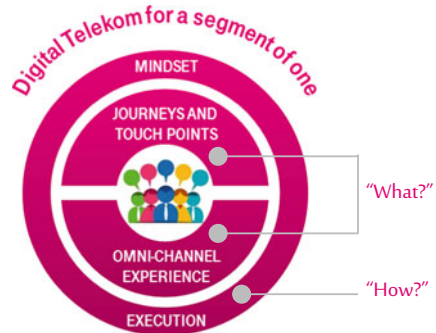 Digital Telekom for a segment of one
MINDSET
JOURNEYS AND
TOUCH POINTS
OMNI-CHANNEL
EXPERIENCE
EXECUTION
“What?”
“How?”